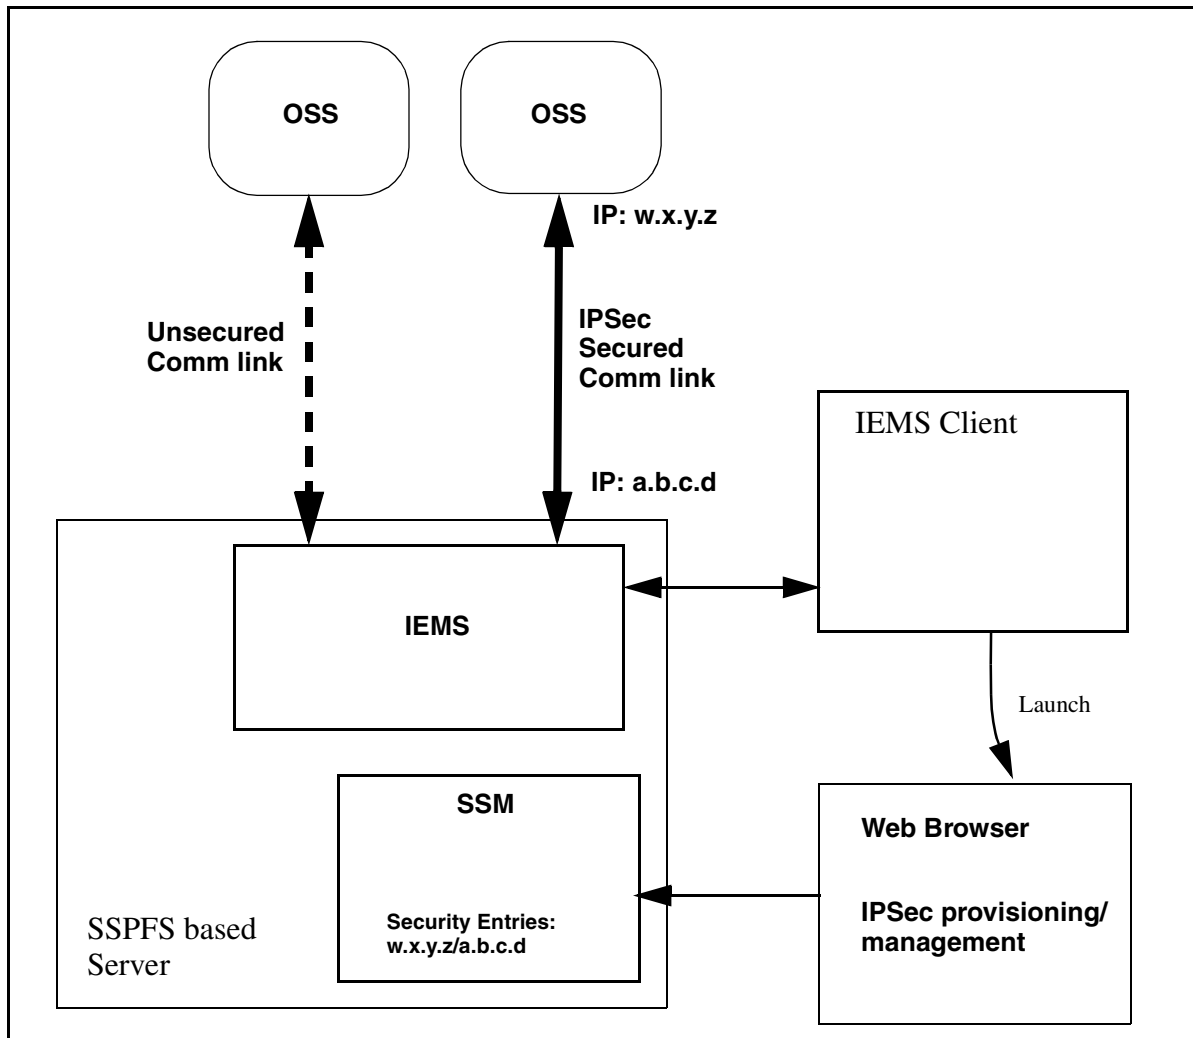 OSS
OSS
IP: w.x.y.z
Unsecured
Comm link
IPSec
Secured
Comm link
IP: a.b.c.d
IEMS Client
IEMS
Launch
SSM
Security Entries:
w.x.y.z/a.b.c.d
SSPFS based
Server
Web Browser
IPSec provisioning/
management